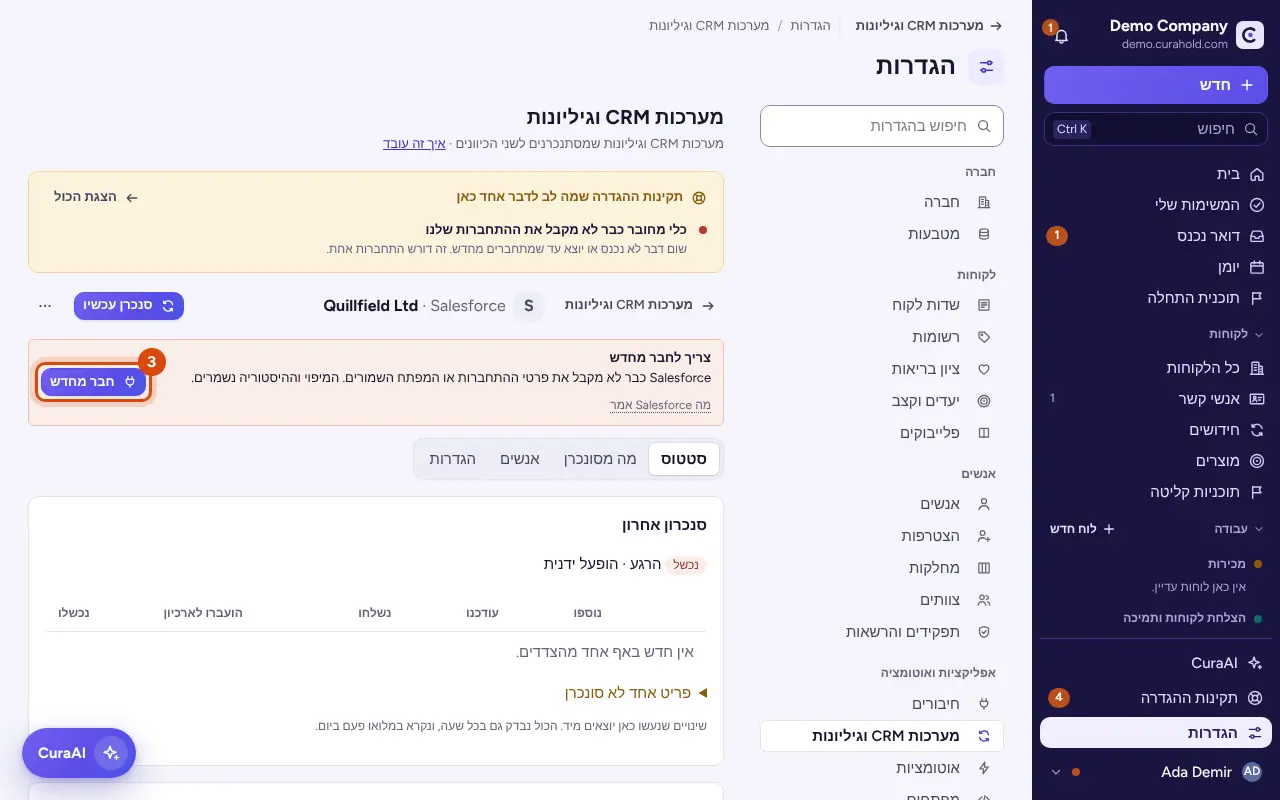 Demo Company
demo.curahold.com
1
+ חדש
חיפוש
Ctrl K
בית
המשימות שלי
דואר נכנס
1
יומן
תוכנית התחלה
לקוחות
כל הלקוחות
אנשי קשר
1
חידושים
מוצרים
תוכניות קליטה
עבודה
+ לוח חדש
מכירות
אין כאן לוחות עדיין.
הצלחת לקוחות ותמיכה
CuraAI
תקינות ההגדרה
4
הגדרות
AD
Ada Demir
→ מערכות CRM וגיליונות
הגדרות / מערכות CRM וגיליונות
הגדרות
חיפוש בהגדרות
חברה
חברה
מטבעות
לקוחות
שדות לקוח
רשומות
ציון בריאות
יעדים וקצב
פלייבוקים
אנשים
אנשים
הצטרפות
מחלקות
צוותים
תפקידים והרשאות
אפליקציות ואוטומציה
חיבורים
מערכות CRM וגיליונות
אוטומציות
מפתחים
מערכות CRM וגיליונות
מערכות CRM וגיליונות שמסתנכרנים לשני הכיוונים · איך זה עובד
תקינות ההגדרה שמה לב לדבר אחד כאן
← הצגת הכול
כלי מחובר כבר לא מקבל את ההתחברות שלנו
שום דבר לא נכנס או יוצא עד שמתחברים מחדש. זה דורש התחברות אחת.
→ מערכות CRM וגיליונות
S
Quillfield Ltd · Salesforce
סנכרן עכשיו
···
צריך לחבר מחדש
Salesforce כבר לא מקבל את פרטי ההתחברות או המפתח השמורים. המיפוי וההיסטוריה נשמרים.
מה Salesforce אמר
חבר מחדש
3
סטטוס
מה מסונכרן
אנשים
הגדרות
סנכרון אחרון
נכשל הרגע · הופעל ידנית
נוספו
עודכנו
נשלחו
הועברו לארכיון
נכשלו
אין חדש באף אחד מהצדדים.
פריט אחד לא סונכרן
שינויים שנעשו כאן יוצאים מיד. הכול נבדק גם בכל שעה, ונקרא במלואו פעם ביום.
CuraAI